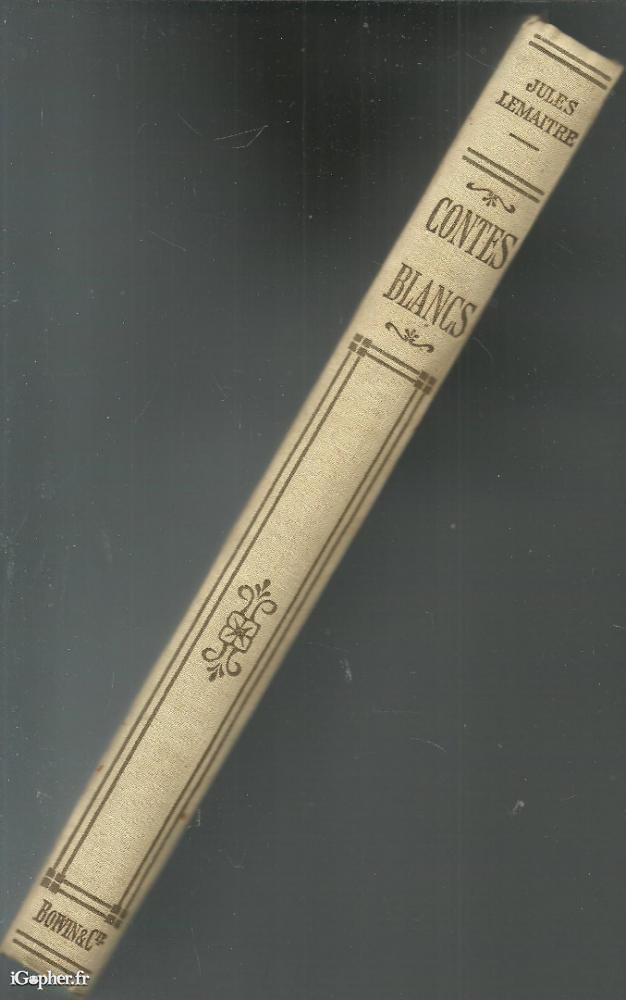 JULES
LEMAITRE
CONTES
BLANCS
BOIVIN & Cie
iGopher.fr